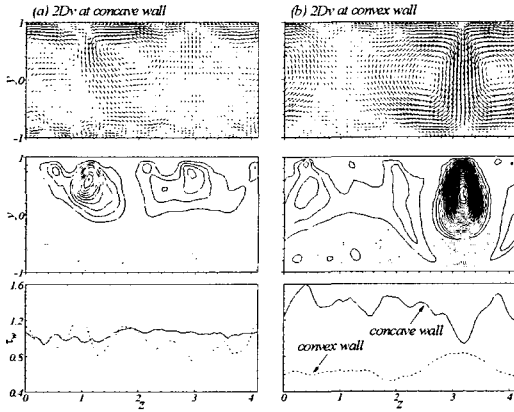 (a) 2Dv at concave wall
(b) 2Dv at convex wall
1
y
.0
-1
1
y
.0
-1
1.6
1.2
τw
0.8
0.4
0 1 2 z 3 4
0 1 2 z 3 4
concave wall
convex wall